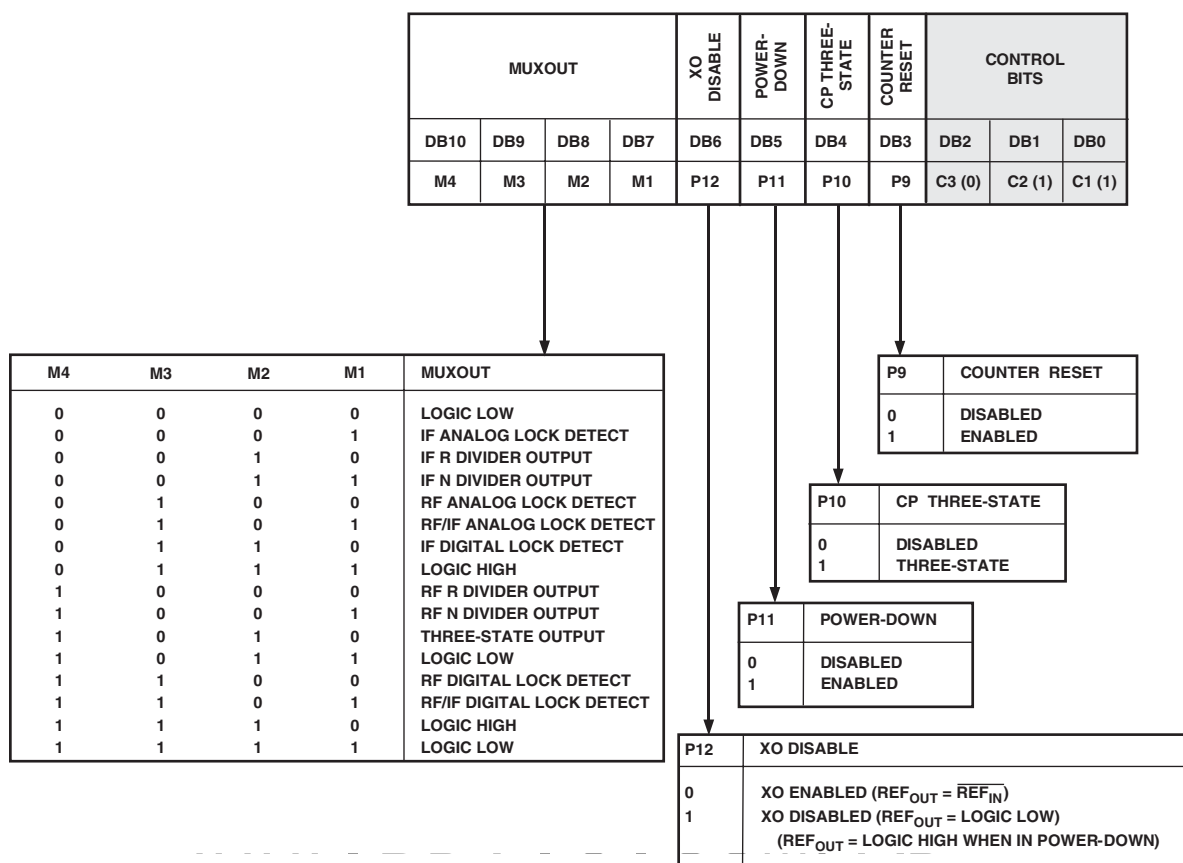 MUXOUT
XO DISABLE
POWER-DOWN
CP THREE-STATE
COUNTER RESET
CONTROL BITS
DB10 DB9 DB8 DB7 DB6 DB5 DB4 DB3 DB2 DB1 DB0
M4 M3 M2 M1 P12 P11 P10 P9 C3 (0) C2 (1) C1 (1)
M4 M3 M2 M1 MUXOUT
0 0 0 0 LOGIC LOW
0 0 0 1 IF ANALOG LOCK DETECT
0 0 1 0 IF R DIVIDER OUTPUT
0 0 1 1 IF N DIVIDER OUTPUT
0 1 0 0 RF ANALOG LOCK DETECT
0 1 0 1 RF/IF ANALOG LOCK DETECT
0 1 1 0 IF DIGITAL LOCK DETECT
0 1 1 1 LOGIC HIGH
1 0 0 0 RF R DIVIDER OUTPUT
1 0 0 1 RF N DIVIDER OUTPUT
1 0 1 0 THREE-STATE OUTPUT
1 0 1 1 LOGIC LOW
1 1 0 0 RF DIGITAL LOCK DETECT
1 1 0 1 RF/IF DIGITAL LOCK DETECT
1 1 1 0 LOGIC HIGH
1 1 1 1 LOGIC LOW
P9 COUNTER RESET
0 DISABLED
1 ENABLED
P10 CP THREE-STATE
0 DISABLED
1 THREE-STATE
P11 POWER-DOWN
0 DISABLED
1 ENABLED
P12 XO DISABLE
0 XO ENABLED (REFOUT = R̅E̅F̅I̅N̅)
1 XO DISABLED (REFOUT = LOGIC LOW)
(REFOUT = LOGIC HIGH WHEN IN POWER-DOWN)